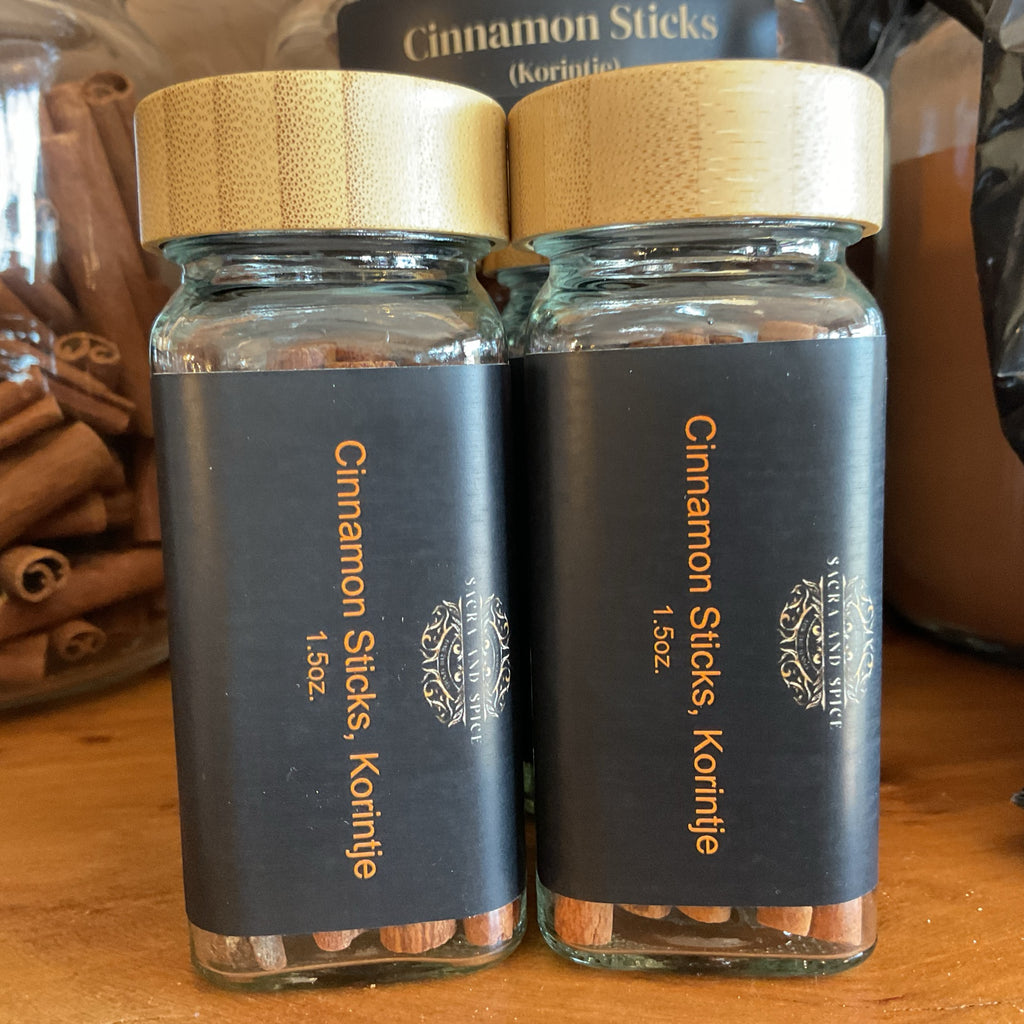 Cinnamon Sticks
(Korintje)
Cinnamon Sticks, Korintje
1.5oz.
SACRA AND SPICE
Cinnamon Sticks, Korintje
1.5oz.
SACRA AND SPICE